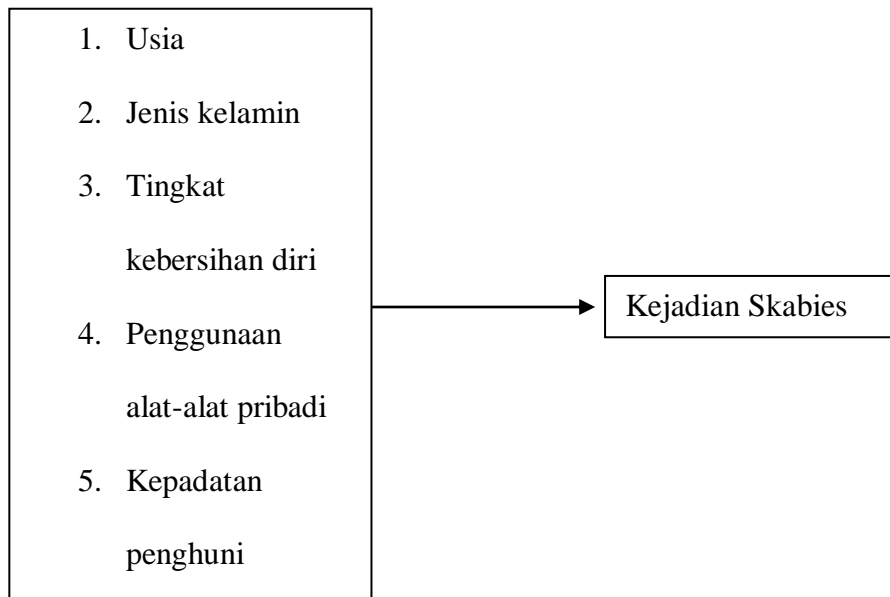 1. Usia
2. Jenis kelamin
3. Tingkat
kebersihan diri
4. Penggunaan
alat-alat pribadi
5. Kepadatan
penghuni
Kejadian Skabies